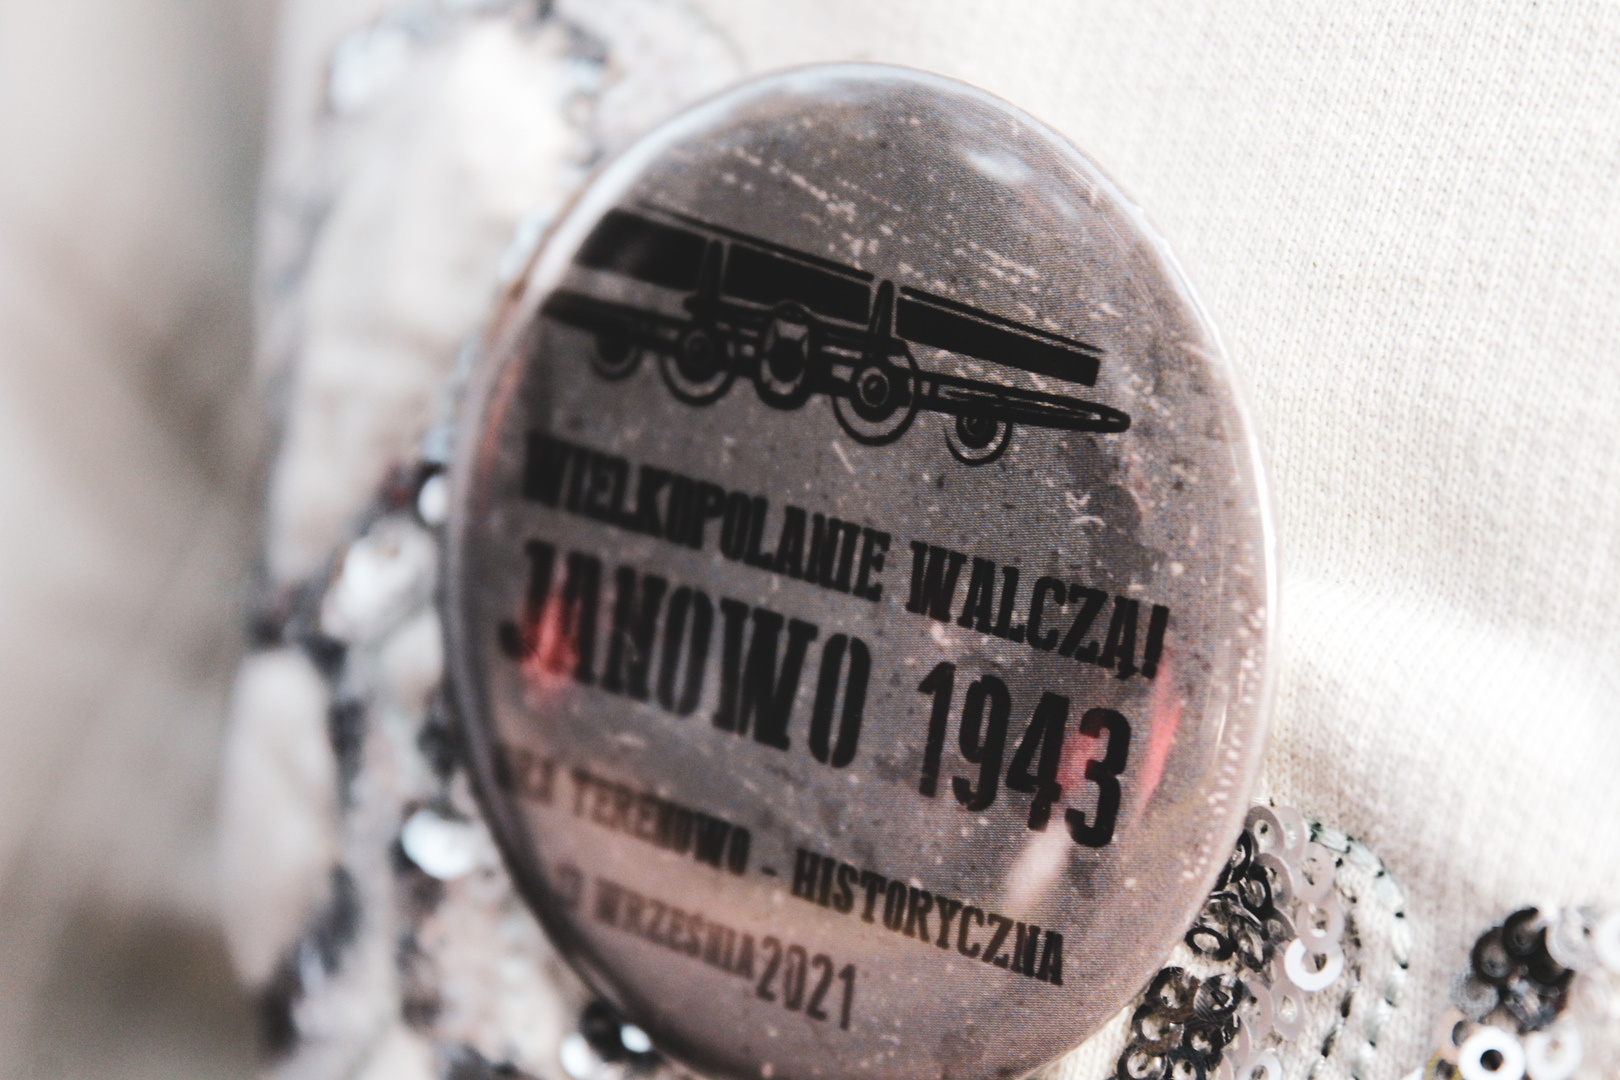 WIELKOPOLANIE WALCZĄ!
JANOWO 1943
TERENOWO - HISTORYCZNA
WRZEŚNIA 2021